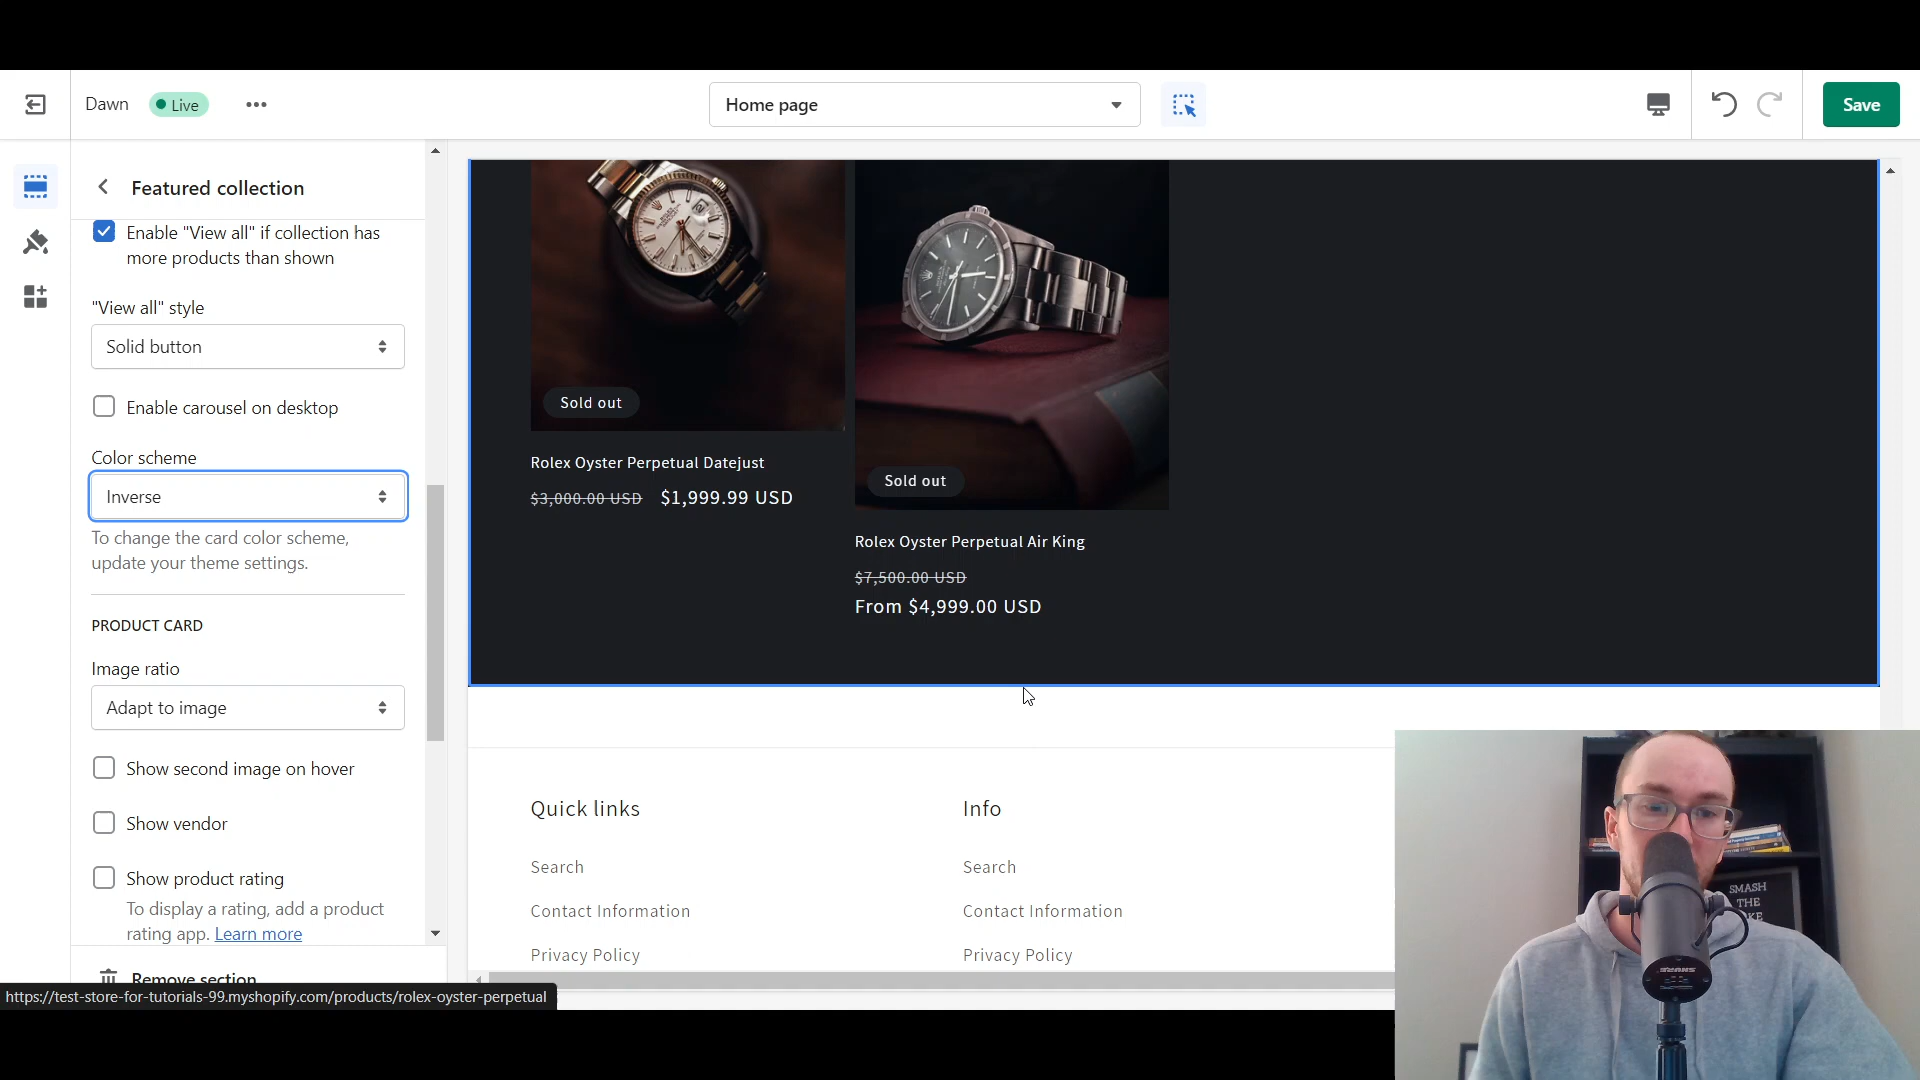 Dawn
Live
Home page
Save
Featured collection
Enable "View all" if collection has
more products than shown
"View all" style
Solid button
Enable carousel on desktop
Color scheme
Inverse
To change the card color scheme,
update your theme settings.
PRODUCT CARD
Image ratio
Adapt to image
Show second image on hover
Show vendor
Show product rating
To display a rating, add a product
rating app. Learn more
Remove section
https://test-store-for-tutorials-99.myshopify.com/products/rolex-oyster-perpetual
Sold out
Rolex Oyster Perpetual Datejust
$3,000.00 USD $1,999.99 USD
Sold out
Rolex Oyster Perpetual Air King
$7,500.00 USD
From $4,999.00 USD
Quick links
Search
Contact Information
Privacy Policy
Info
Search
Contact Information
Privacy Policy
SMASH
THE
SHURE